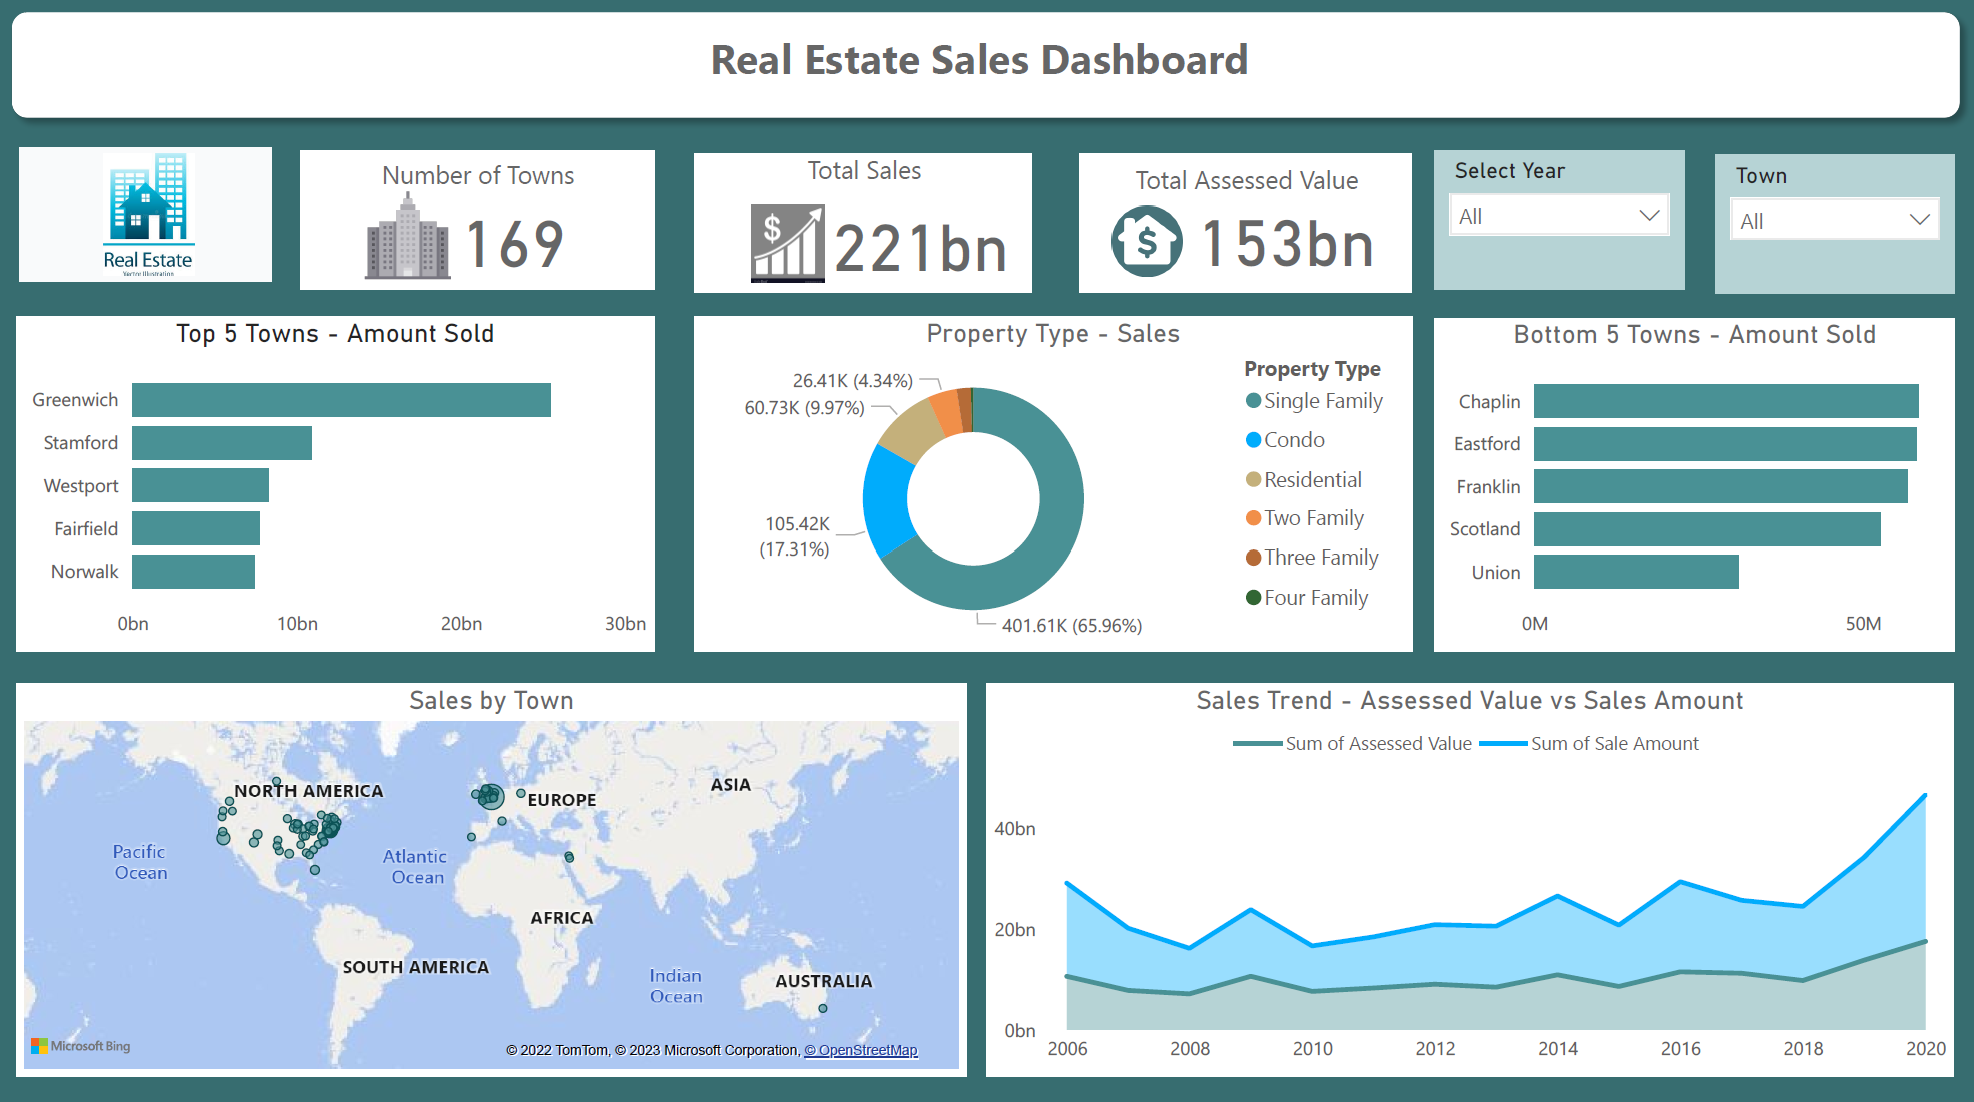 Real Estate Sales Dashboard
Real Estate
Vector Illustration
Number of Towns
169
Total Sales
$
221bn
Total Assessed Value
$
153bn
Select Year
All
Town
All
Top 5 Towns - Amount Sold
Greenwich
Stamford
Westport
Fairfield
Norwalk
0bn 10bn 20bn 30bn
Property Type - Sales
26.41K (4.34%)
60.73K (9.97%)
105.42K
(17.31%)
401.61K (65.96%)
Property Type
Single Family
Condo
Residential
Two Family
Three Family
Four Family
Bottom 5 Towns - Amount Sold
Chaplin
Eastford
Franklin
Scotland
Union
0M 50M
Sales by Town
NORTH AMERICA
EUROPE
ASIA
Pacific
Ocean
Atlantic
Ocean
AFRICA
SOUTH AMERICA
Indian
Ocean
AUSTRALIA
Microsoft Bing
© 2022 TomTom, © 2023 Microsoft Corporation, © OpenStreetMap
Sales Trend - Assessed Value vs Sales Amount
Sum of Assessed Value Sum of Sale Amount
40bn
20bn
0bn
2006 2008 2010 2012 2014 2016 2018 2020